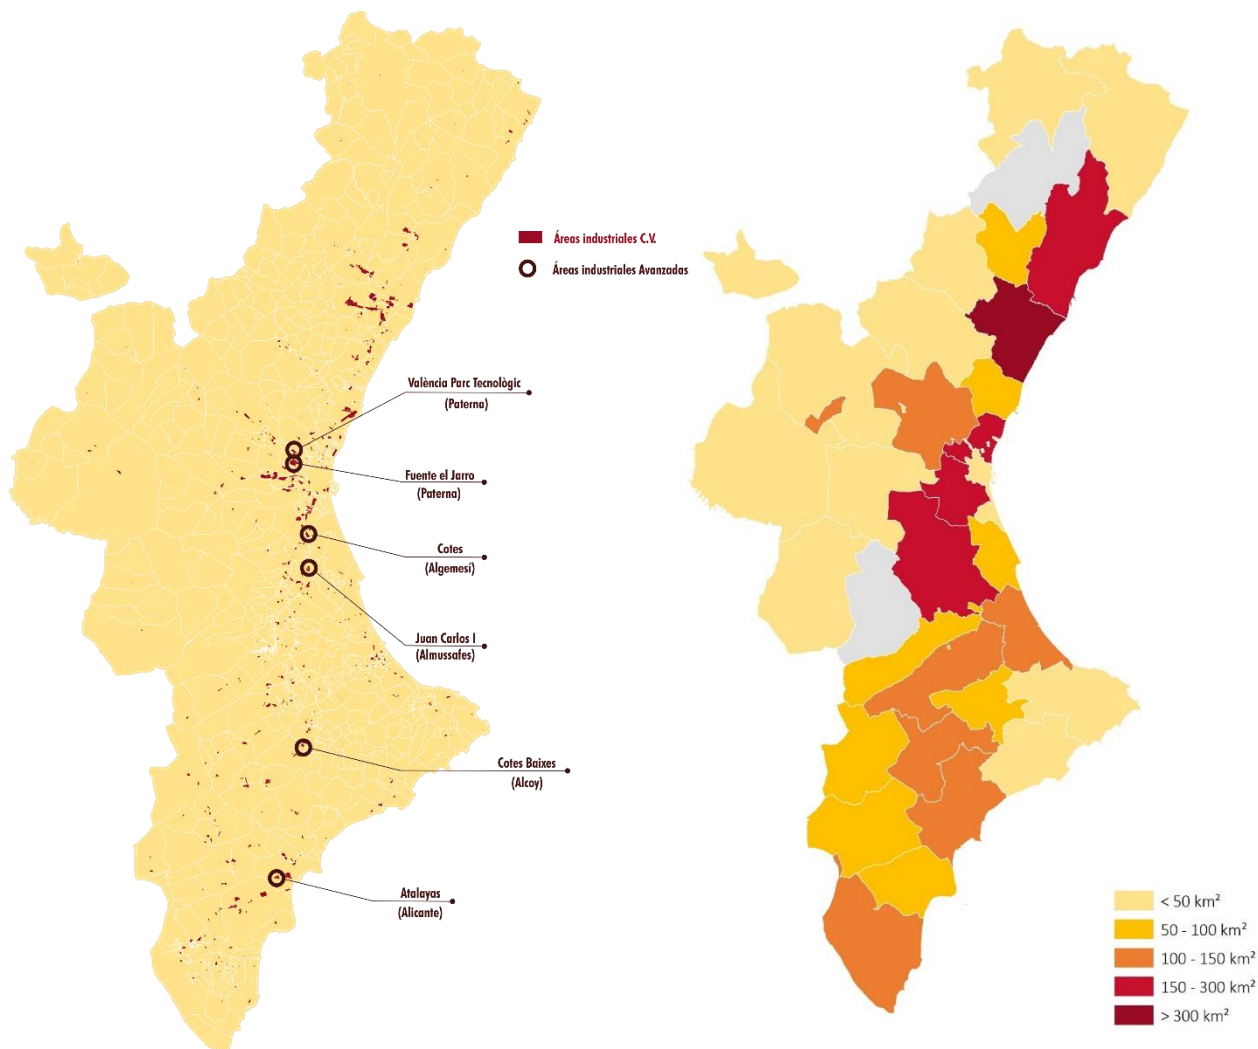 Áreas industriales C.V.
Áreas industriales Avanzadas
València Parc Tecnològic
(Paterna)
Fuente el Jarro
(Paterna)
Cotes
(Algemesí)
Juan Carlos I
(Almussafes)
Cotes Baixes
(Alcoy)
Atalayas
(Alicante)
< 50 km²
50 - 100 km²
100 - 150 km²
150 - 300 km²
> 300 km²